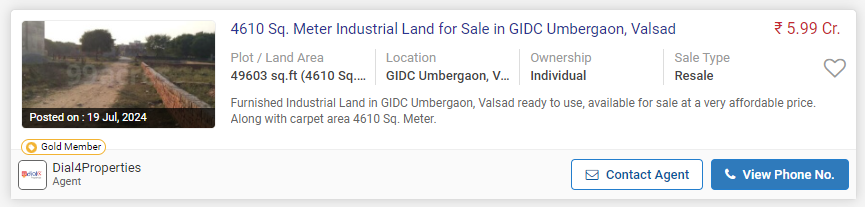 4610 Sq. Meter Industrial Land for Sale in GIDC Umbergaon, Valsad
₹ 5.99 Cr.
Plot / Land Area
49603 sq.ft (4610 Sq....
Location
GIDC Umbergaon, V...
Ownership
Individual
Sale Type
Resale
Furnished Industrial Land in GIDC Umbergaon, Valsad ready to use, available for sale at a very affordable price.
Along with carpet area 4610 Sq. Meter.
Posted on : 19 Jul, 2024
Gold Member
Dial4Properties
Agent
Contact Agent
View Phone No.